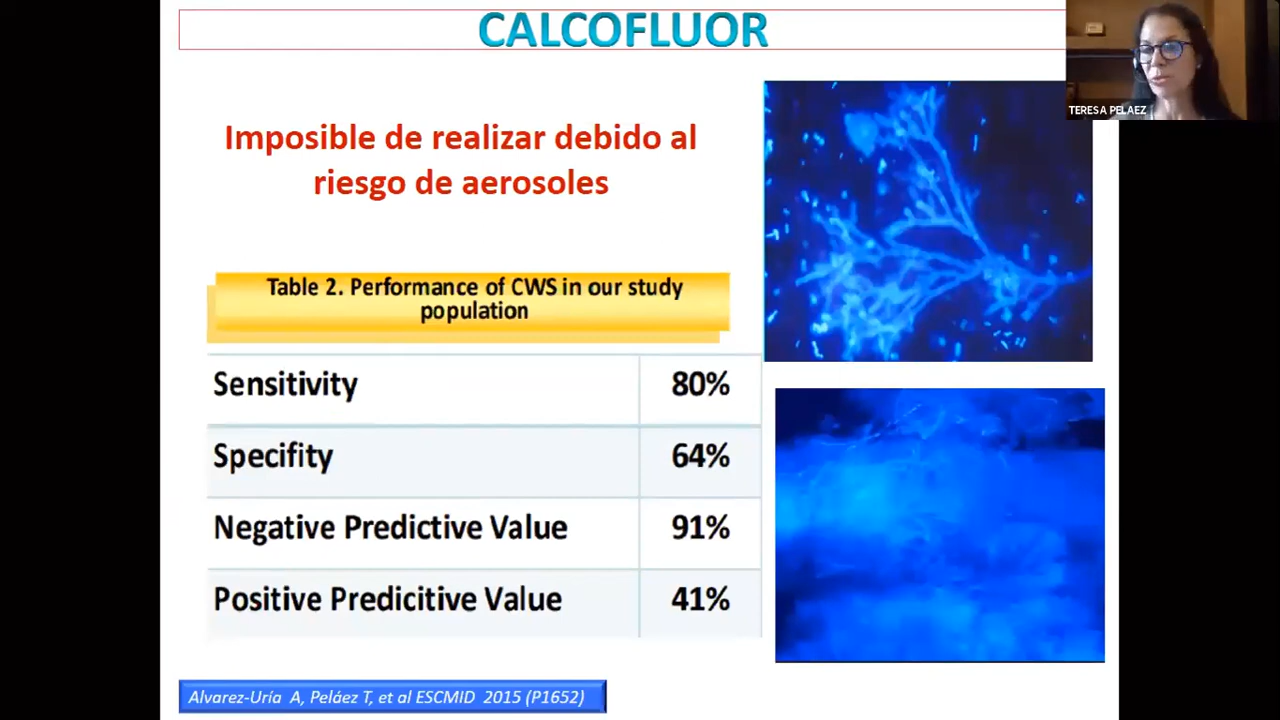 CALCOFLUOR
TERESA PELAEZ
Imposible de realizar debido al
riesgo de aerosoles
Table 2. Performance of CWS in our study
population
Sensitivity 80%
Specifity 64%
Negative Predictive Value 91%
Positive Predicitive Value 41%
Alvarez-Uría A, Peláez T, et al ESCMID 2015 (P1652)